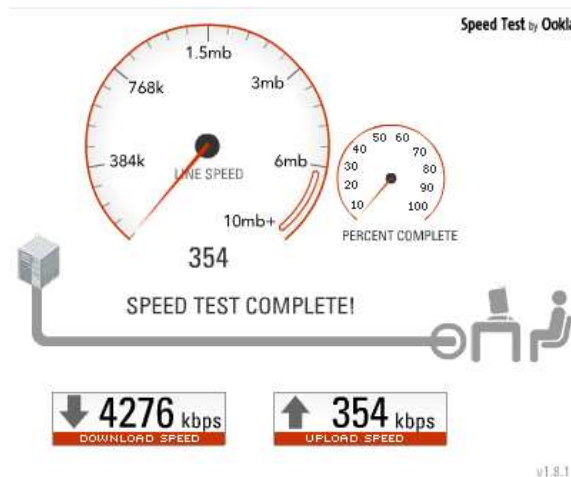 Speed Test by Ookla
1.5mb
768k
3mb
384k
LINE SPEED
6mb
10mb+
354
50 60
40
70
30
80
20
90
10
100
PERCENT COMPLETE
SPEED TEST COMPLETE!
4276 kbps
DOWNLOAD SPEED
354 kbps
UPLOAD SPEED
v1.8.1